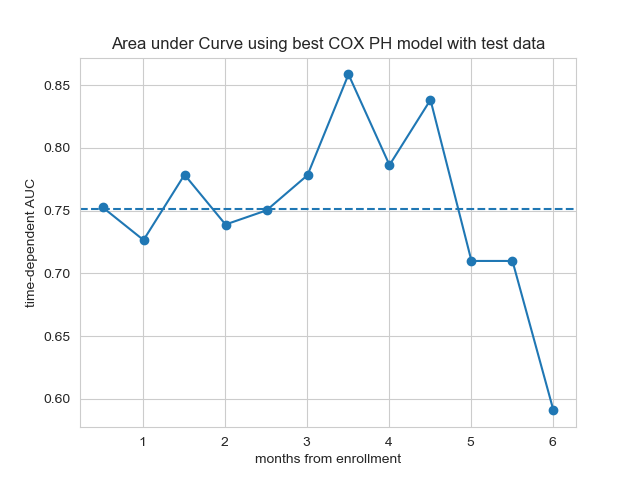 Area under Curve using best COX PH model with test data
0.85
0.80
0.75
0.70
0.65
0.60
time-dependent AUC
1 2 3 4 5 6
months from enrollment